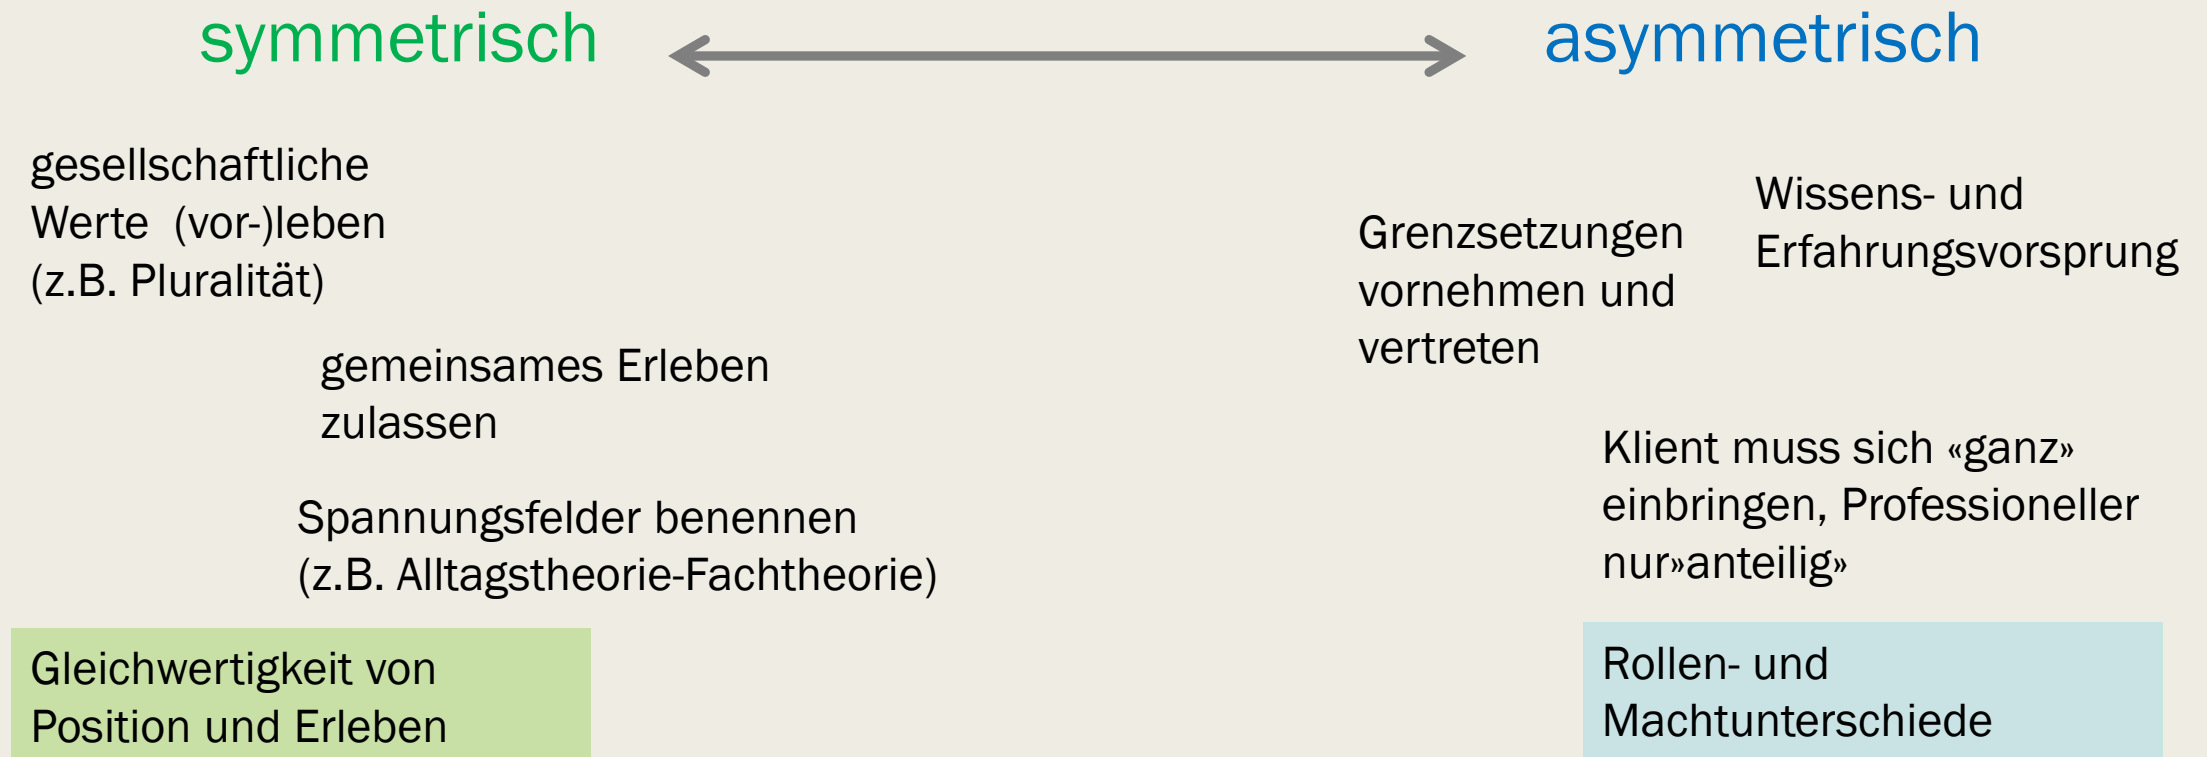 symmetrisch
asymmetrisch
gesellschaftliche
Werte (vor-)leben
(z.B. Pluralität)
gemeinsames Erleben
zulassen
Spannungsfelder benennen
(z.B. Alltagstheorie-Fachtheorie)
Gleichwertigkeit von
Position und Erleben
Grenzsetzungen
vornehmen und
vertreten
Wissens- und
Erfahrungsvorsprung
Klient muss sich «ganz»
einbringen, Professioneller
nur»anteilig»
Rollen- und
Machtunterschiede